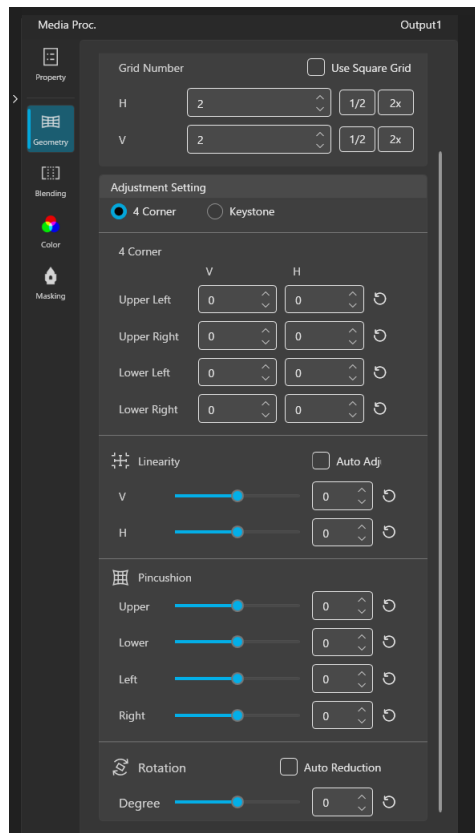 Media Proc. Output1
Property
Grid Number Use Square Grid
H 2 1/2 2x
V 2 1/2 2x
Geometry
Blending
Color
Masking
Adjustment Setting
4 Corner Keystone
4 Corner
V H
Upper Left 0 0
Upper Right 0 0
Lower Left 0 0
Lower Right 0 0
Linearity Auto Adj
V 0
H 0
Pincushion
Upper 0
Lower 0
Left 0
Right 0
Rotation Auto Reduction
Degree 0